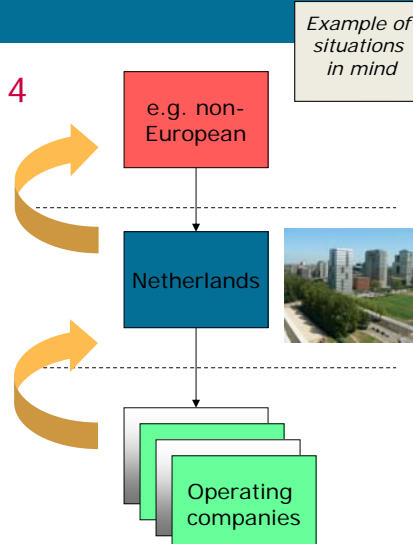 Example of
situations
in mind
4
e.g. non-
European
Netherlands
Operating
companies